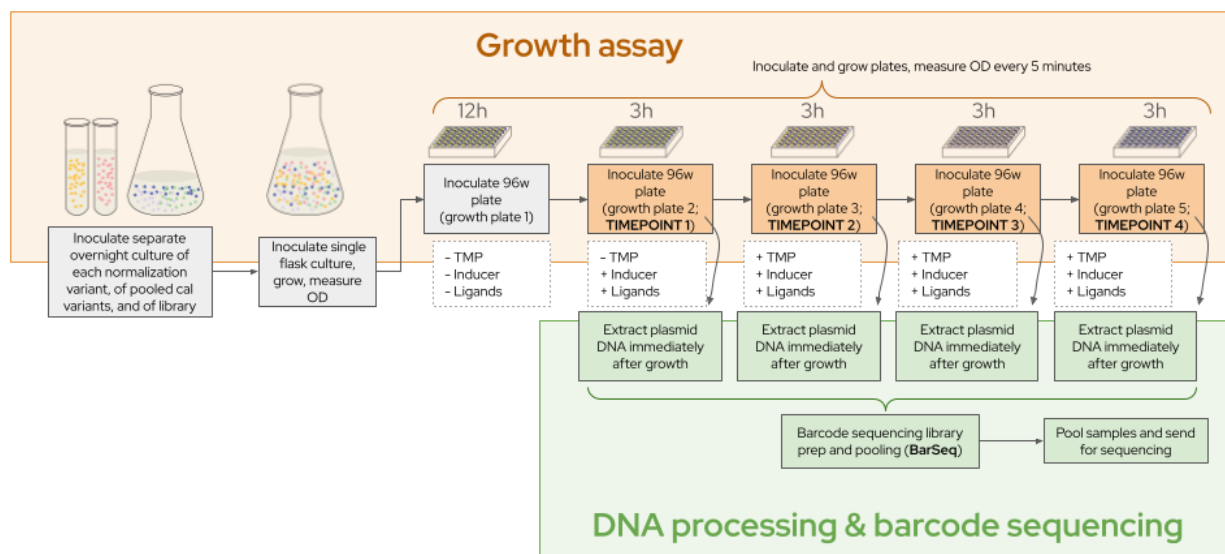 Growth assay
Inoculate and grow plates, measure OD every 5 minutes
12h
3h
3h
3h
3h
Inoculate separate
overnight culture of
each normalization
variant, of pooled cal
variants, and of library
Inoculate single
flask culture,
grow, measure
OD
Inoculate 96w
plate
(growth plate 1)
Inoculate 96w
plate
(growth plate 2;
TIMEPOINT 1)
Inoculate 96w
plate
(growth plate 3;
TIMEPOINT 2)
Inoculate 96w
plate
(growth plate 4;
TIMEPOINT 3)
Inoculate 96w
plate
(growth plate 5;
TIMEPOINT 4)
- TMP
- Inducer
- Ligands
- TMP
+ Inducer
+ Ligands
+ TMP
+ Inducer
+ Ligands
+ TMP
+ Inducer
+ Ligands
+ TMP
+ Inducer
+ Ligands
Extract plasmid
DNA immediately
after growth
Extract plasmid
DNA immediately
after growth
Extract plasmid
DNA immediately
after growth
Extract plasmid
DNA immediately
after growth
Barcode sequencing library
prep and pooling (BarSeq)
Pool samples and send
for sequencing
DNA processing & barcode sequencing